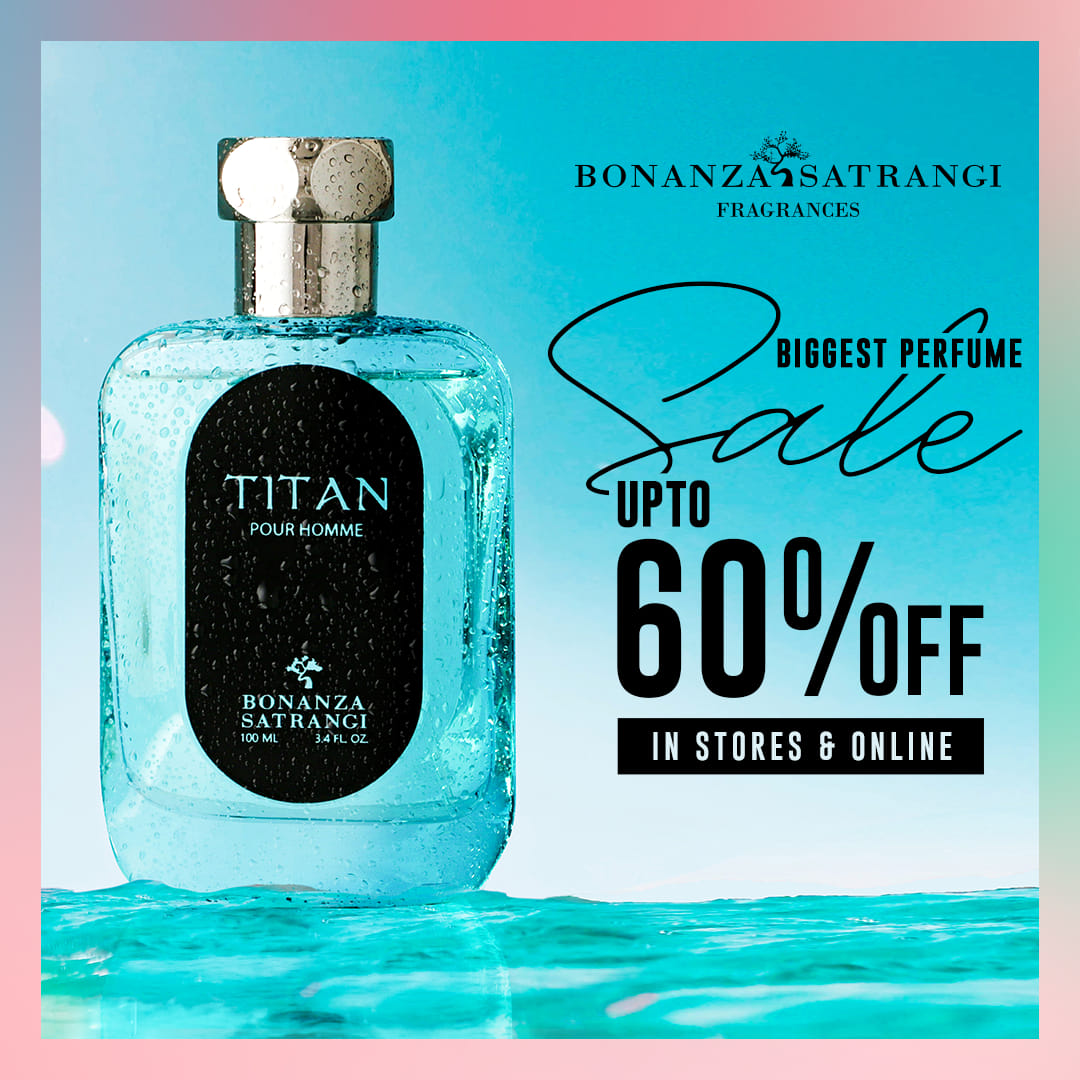 TITAN
POUR HOMME
BONANZA
SATRANGI
100 ML 3.4 FL. OZ.
BONANZA SATRANGI
FRAGRANCES
BIGGEST PERFUME
Sale
UPTO
60% OFF
IN STORES & ONLINE